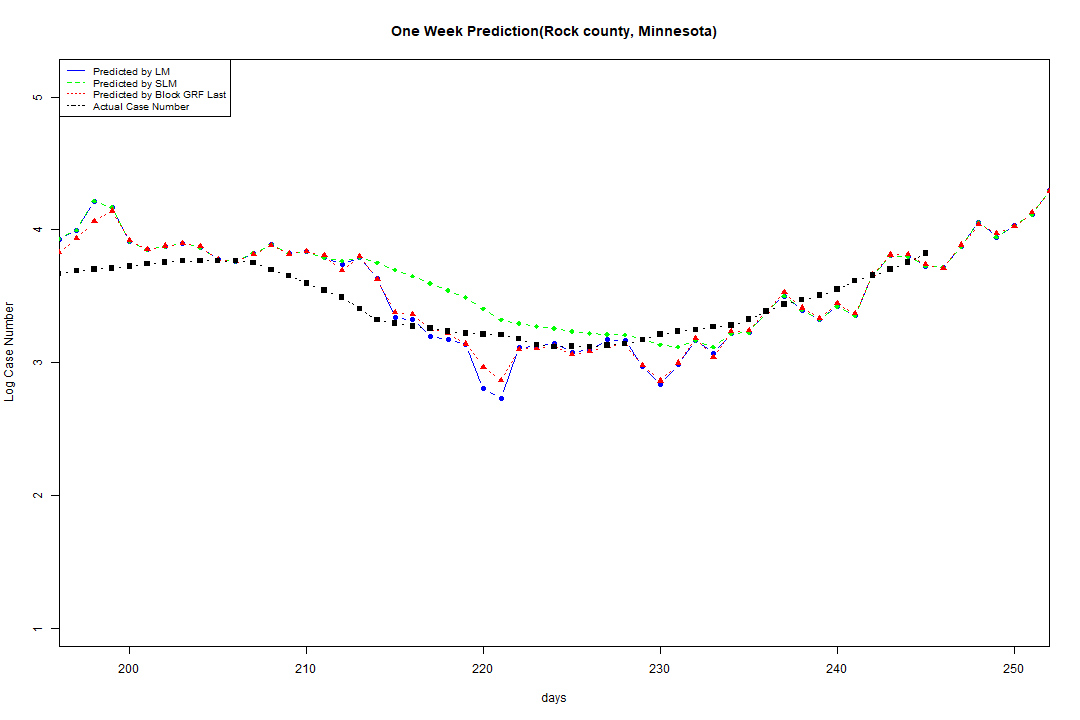 One Week Prediction(Rock county, Minnesota)
Predicted by LM
Predicted by SLM
Predicted by Block GRF Last
Actual Case Number
5
4
3
2
1
Log Case Number
200 210 220 230 240 250
days